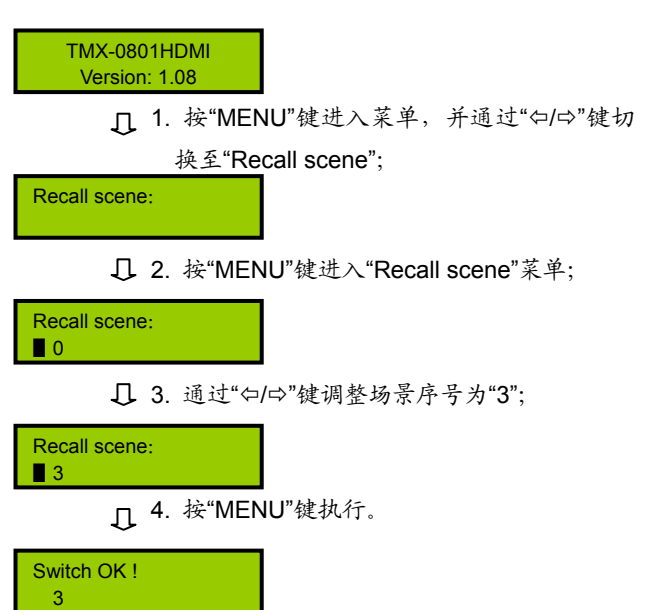 TMX-0801HDMI
Version: 1.08
1. 按“MENU”键进入菜单，并通过“⇦/⇨”键切
换至“Recall scene”;
Recall scene:
2. 按“MENU”键进入“Recall scene”菜单;
Recall scene:
0
3. 通过“⇦/⇨”键调整场景序号为“3”;
Recall scene:
3
4. 按“MENU”键执行。
Switch OK !
3